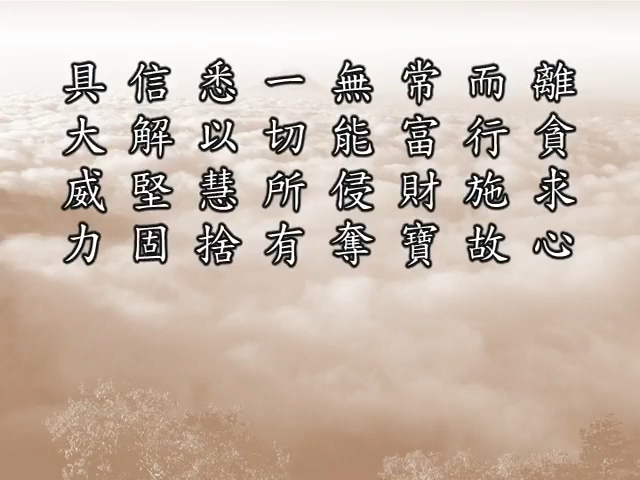 離貪求心
而行施故
常富財寶
無能侵奪
一切所有
悉以慧捨
信解堅固
具大威力